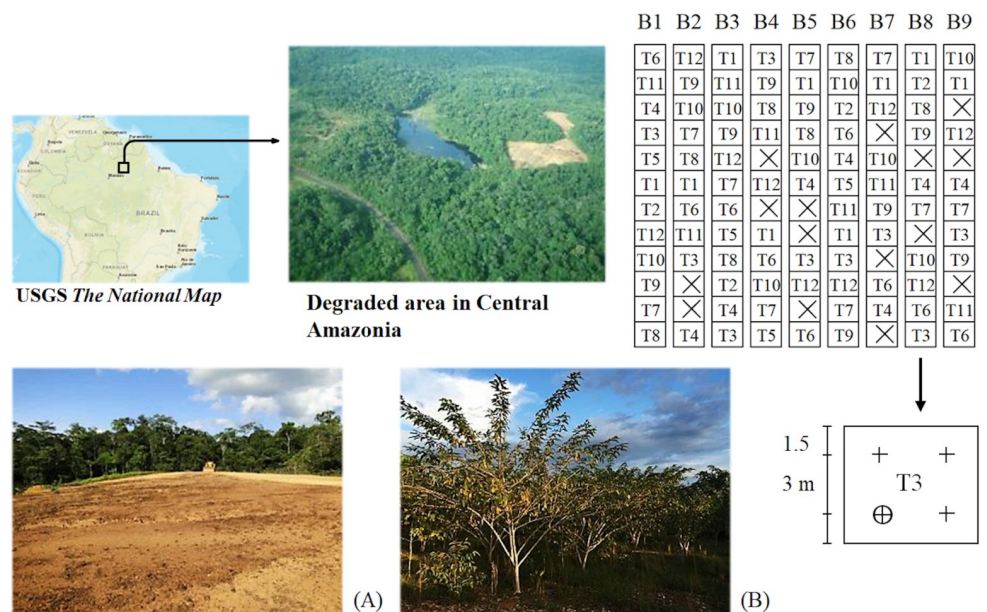 B1 B2 B3 B4 B5 B6 B7 B8 B9
T6 T12 T1 T3 T7 T8 T7 T1 T10
T11 T9 T11 T9 T1 T10 T1 T2 T1
T4 T10 T10 T8 T9 T2 T12 T8
T3 T7 T9 T11 T8 T6 T9 T12
T5 T8 T12 T10 T4 T10
T1 T1 T7 T12 T4 T5 T11 T4 T4
T2 T6 T6 T11 T9 T7 T7
T12 T11 T5 T1 T1 T3 T3
T10 T3 T8 T6 T3 T3 T10 T9
T9 T2 T10 T12 T12 T6 T12
T7 T4 T7 T7 T4 T6 T11
T8 T4 T3 T5 T6 T9 T3 T6
BRAZIL
BOLIVIA
PERU
COLOMBIA
USGS The National Map
Degraded area in Central
Amazonia
1.5
3 m
T3
(A)
(B)